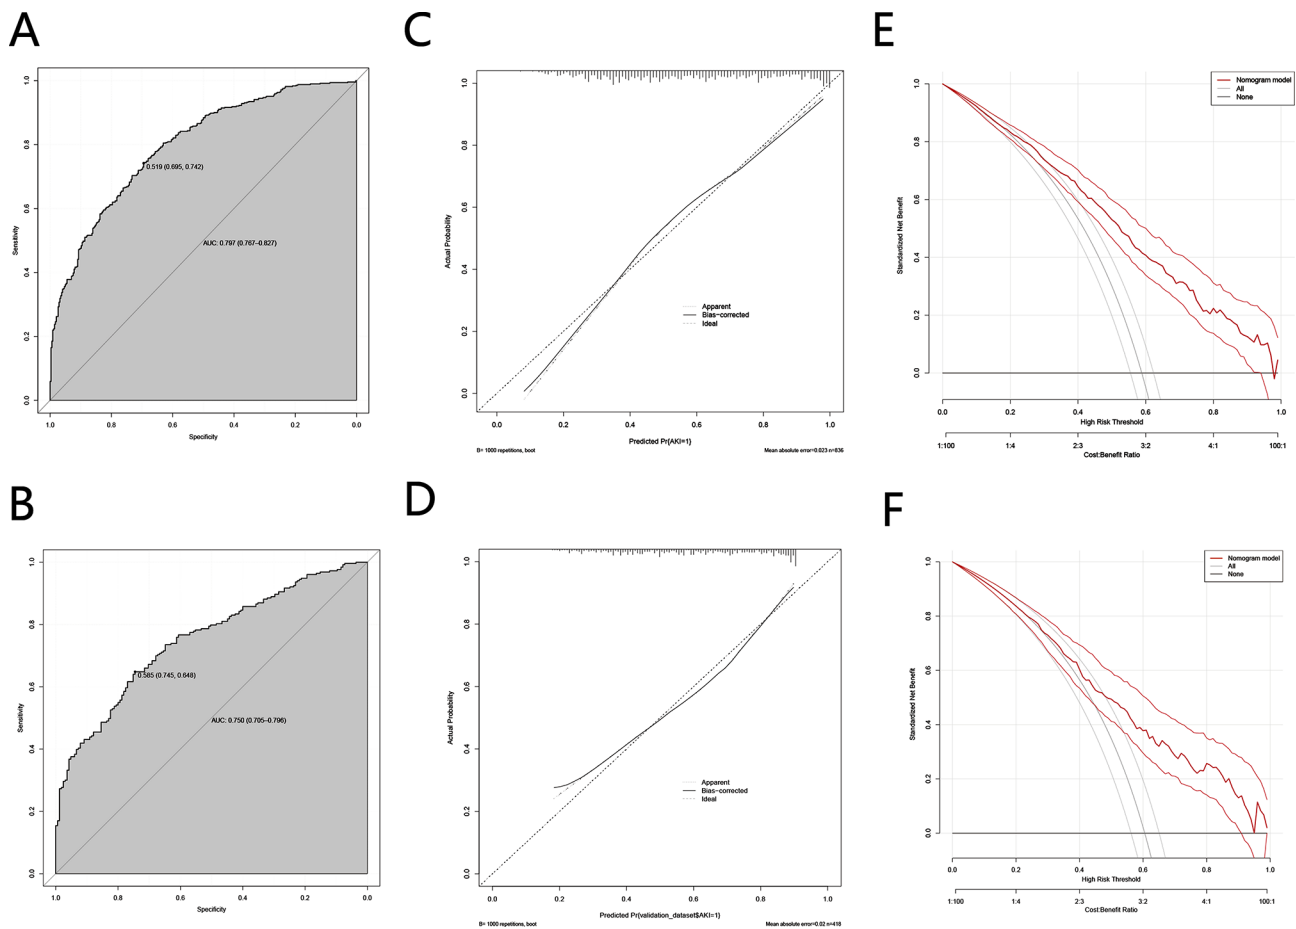 A
1.0
0.8
0.6
0.4
0.2
0.0
Sensitivity
0.519 (0.695, 0.742)
AUC: 0.797 (0.767–0.827)
1.0
0.8
0.6
0.4
0.2
0.0
Specificity
C
1.0
0.8
0.6
0.4
0.2
0.0
Actual Probability
Apparent
Bias−corrected
Ideal
0.0
0.2
0.4
0.6
0.8
1.0
Predicted Pr{AKI=1}
B= 1000 repetitions, boot
Mean absolute error=0.023 n=836
E
Nomogram model
All
None
1.0
0.8
0.6
0.4
0.2
0.0
Standardized Net Benefit
0.0
0.2
0.4
0.6
0.8
1.0
High Risk Threshold
1:100
1:4
2:3
3:2
4:1
100:1
Cost:Benefit Ratio
B
1.0
0.8
0.6
0.4
0.2
0.0
Sensitivity
0.585 (0.745, 0.648)
AUC: 0.750 (0.705–0.796)
1.0
0.8
0.6
0.4
0.2
0.0
Specificity
D
1.0
0.8
0.6
0.4
0.2
0.0
Actual Probability
Apparent
Bias−corrected
Ideal
0.0
0.2
0.4
0.6
0.8
1.0
Predicted Pr{validation_dataset$AKI=1}
B= 1000 repetitions, boot
Mean absolute error=0.02 n=418
F
Nomogram model
All
None
1.0
0.8
0.6
0.4
0.2
0.0
Standardized Net Benefit
0.0
0.2
0.4
0.6
0.8
1.0
High Risk Threshold
1:100
1:4
2:3
3:2
4:1
100:1
Cost:Benefit Ratio